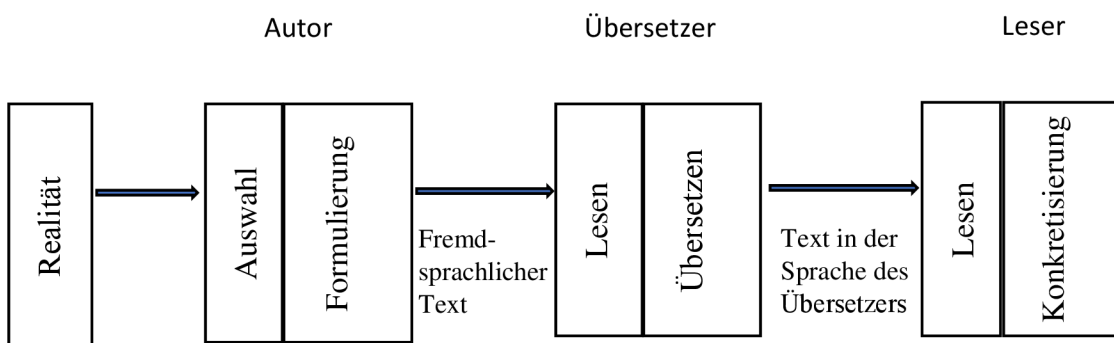 Autor
Übersetzer
Leser
Realität
Auswahl
Formulierung
Fremd-
sprachlicher
Text
Lesen
Übersetzen
Text in der
Sprache des
Übersetzers
Lesen
Konkretisierung